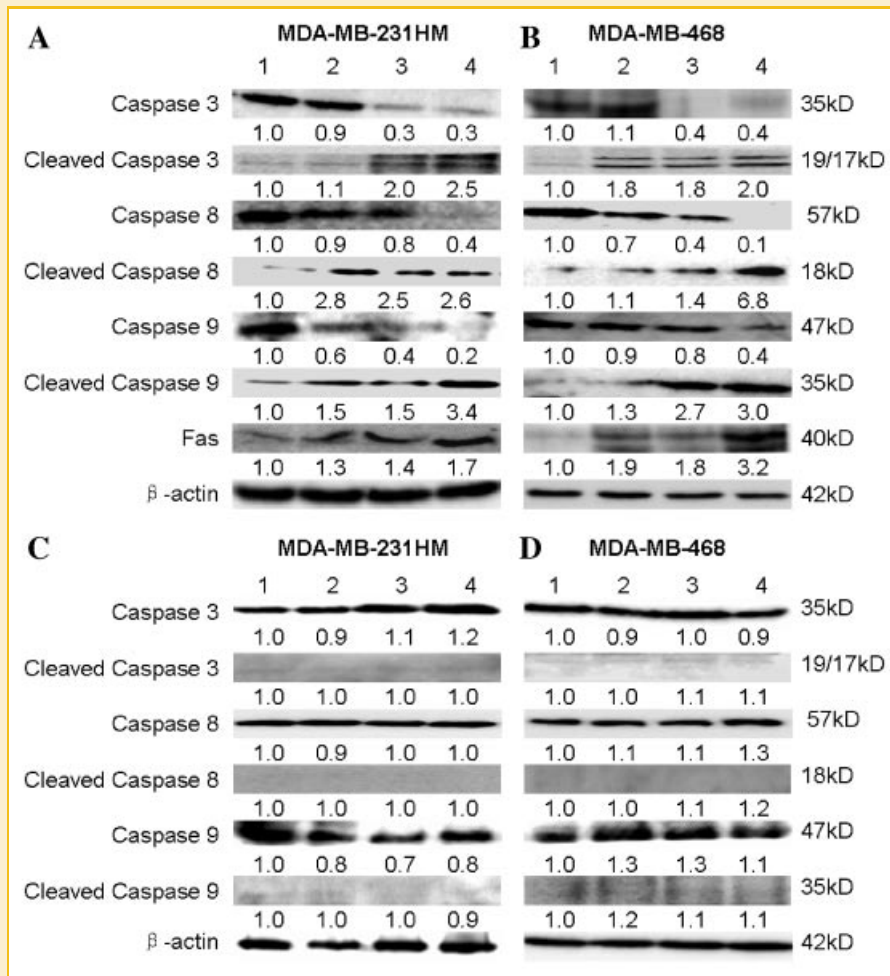 A MDA-MB-231HM B MDA-MB-468
1 2 3 4 1 2 3 4
Caspase 3 35kD
1.0 0.9 0.3 0.3 1.0 1.1 0.4 0.4
Cleaved Caspase 3 19/17kD
1.0 1.1 2.0 2.5 1.0 1.8 1.8 2.0
Caspase 8 57kD
1.0 0.9 0.8 0.4 1.0 0.7 0.4 0.1
Cleaved Caspase 8 18kD
1.0 2.8 2.5 2.6 1.0 1.1 1.4 6.8
Caspase 9 47kD
1.0 0.6 0.4 0.2 1.0 0.9 0.8 0.4
Cleaved Caspase 9 35kD
1.0 1.5 1.5 3.4 1.0 1.3 2.7 3.0
Fas 40kD
1.0 1.3 1.4 1.7 1.0 1.9 1.8 3.2
β-actin 42kD
C MDA-MB-231HM D MDA-MB-468
1 2 3 4 1 2 3 4
Caspase 3 35kD
1.0 0.9 1.1 1.2 1.0 0.9 1.0 0.9
Cleaved Caspase 3 19/17kD
1.0 1.0 1.0 1.0 1.0 1.0 1.1 1.1
Caspase 8 57kD
1.0 0.9 1.0 1.0 1.0 1.1 1.1 1.3
Cleaved Caspase 8 18kD
1.0 1.0 1.0 1.0 1.0 1.0 1.1 1.2
Caspase 9 47kD
1.0 0.8 0.7 0.8 1.0 1.3 1.3 1.1
Cleaved Caspase 9 35kD
1.0 1.0 1.0 0.9 1.0 1.2 1.1 1.1
β-actin 42kD